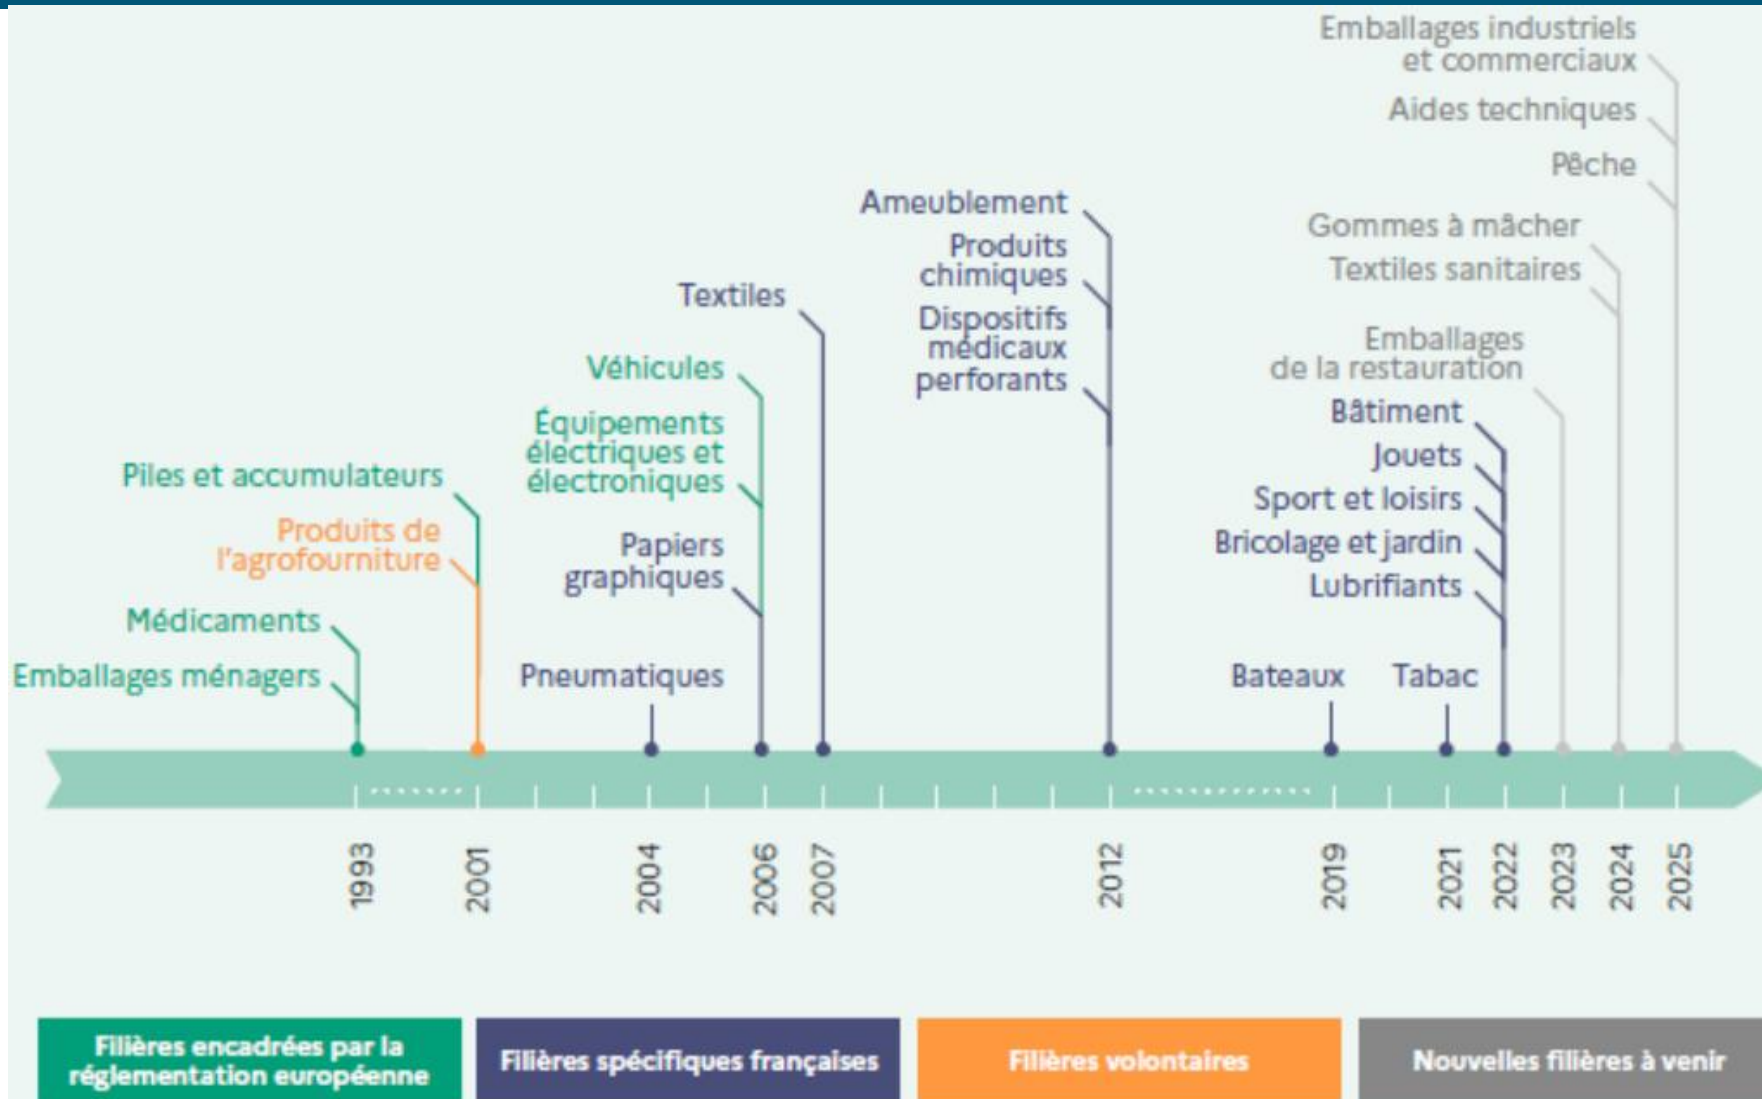 Emballages industriels
et commerciaux
Aides techniques
Pêche
Gommes à mâcher
Textiles sanitaires
Emballages
de la restauration
Ameublement
Produits
chimiques
Dispositifs
médicaux
perforants
Textiles
Véhicules
Équipements
électriques et
électroniques
Papiers
graphiques
Pneumatiques
Piles et accumulateurs
Produits de
l'agrofourniture
Médicaments
Emballages ménagers
Bâtiment
Jouets
Sport et loisirs
Bricolage et jardin
Lubrifiants
Bateaux
Tabac
1993
2001
2004
2006
2007
2012
2019
2021
2022
2023
2024
2025
Filières encadrées par la
réglementation européenne
Filières spécifiques françaises
Filières volontaires
Nouvelles filières à venir